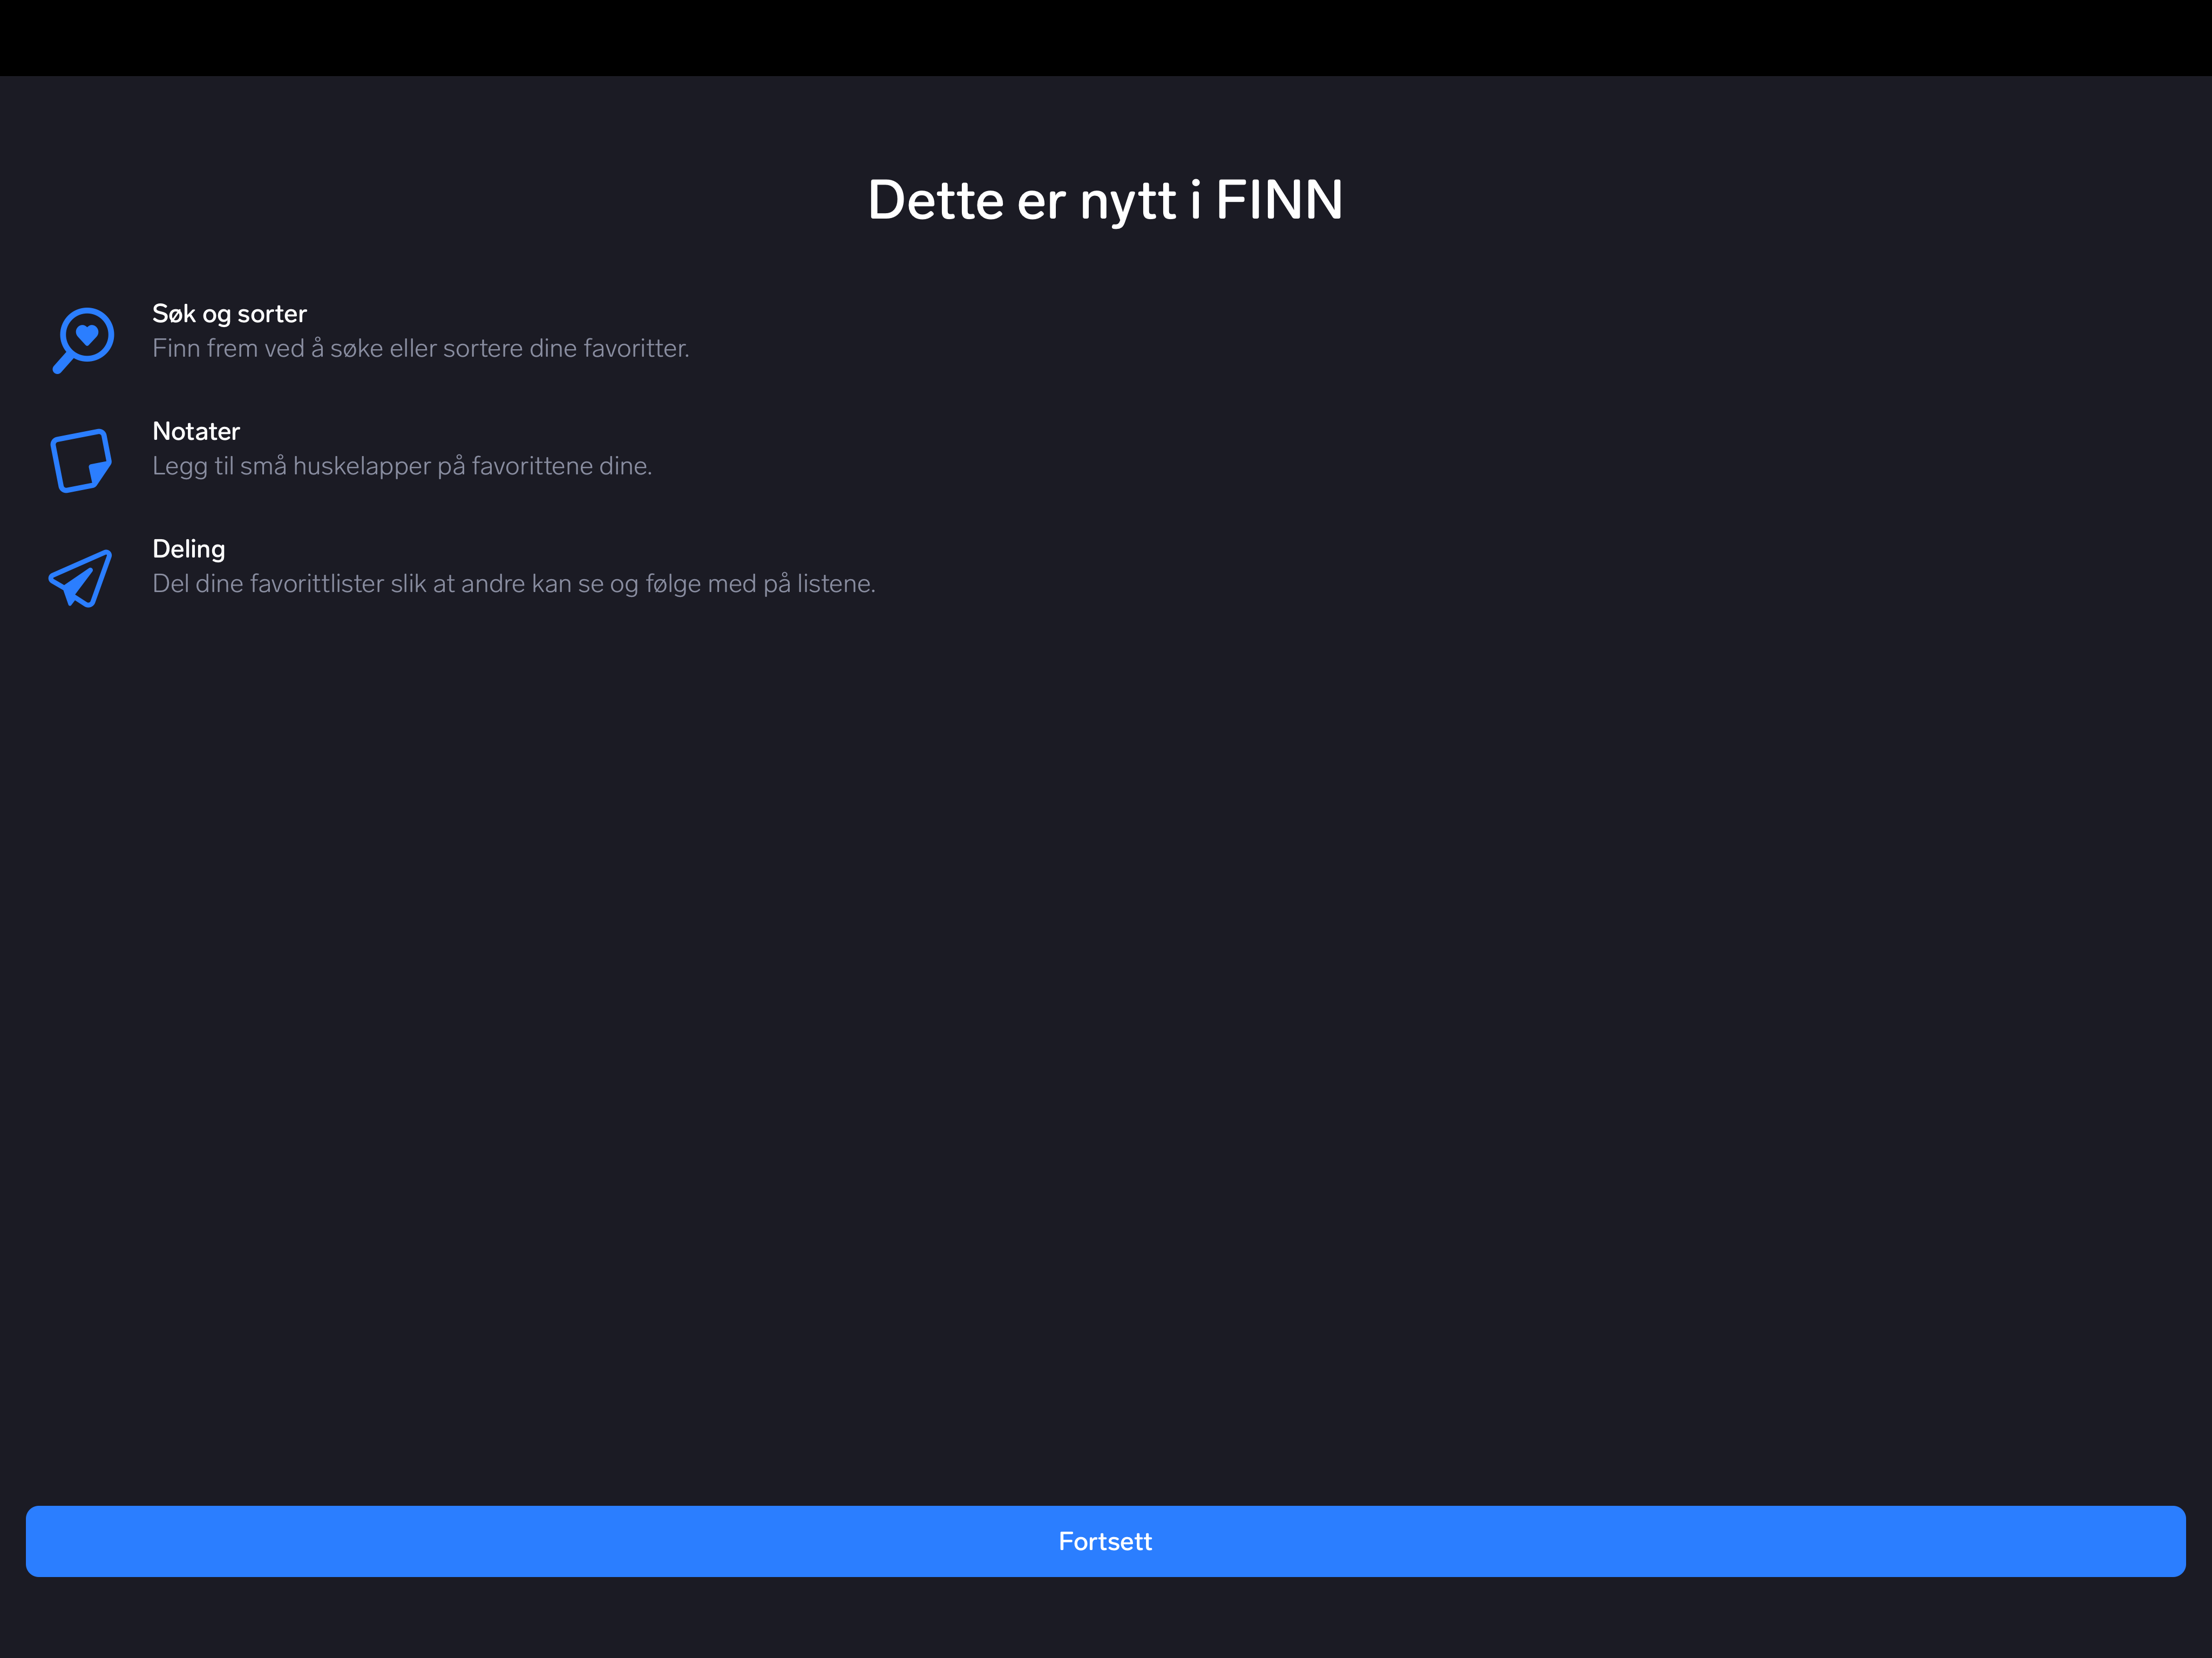 Dette er nytt i FINN
Søk og sorter
Finn frem ved å søke eller sortere dine favoritter.
Notater
Legg til små huskelapper på favorittene dine.
Deling
Del dine favorittlister slik at andre kan se og følge med på listene.
Fortsett